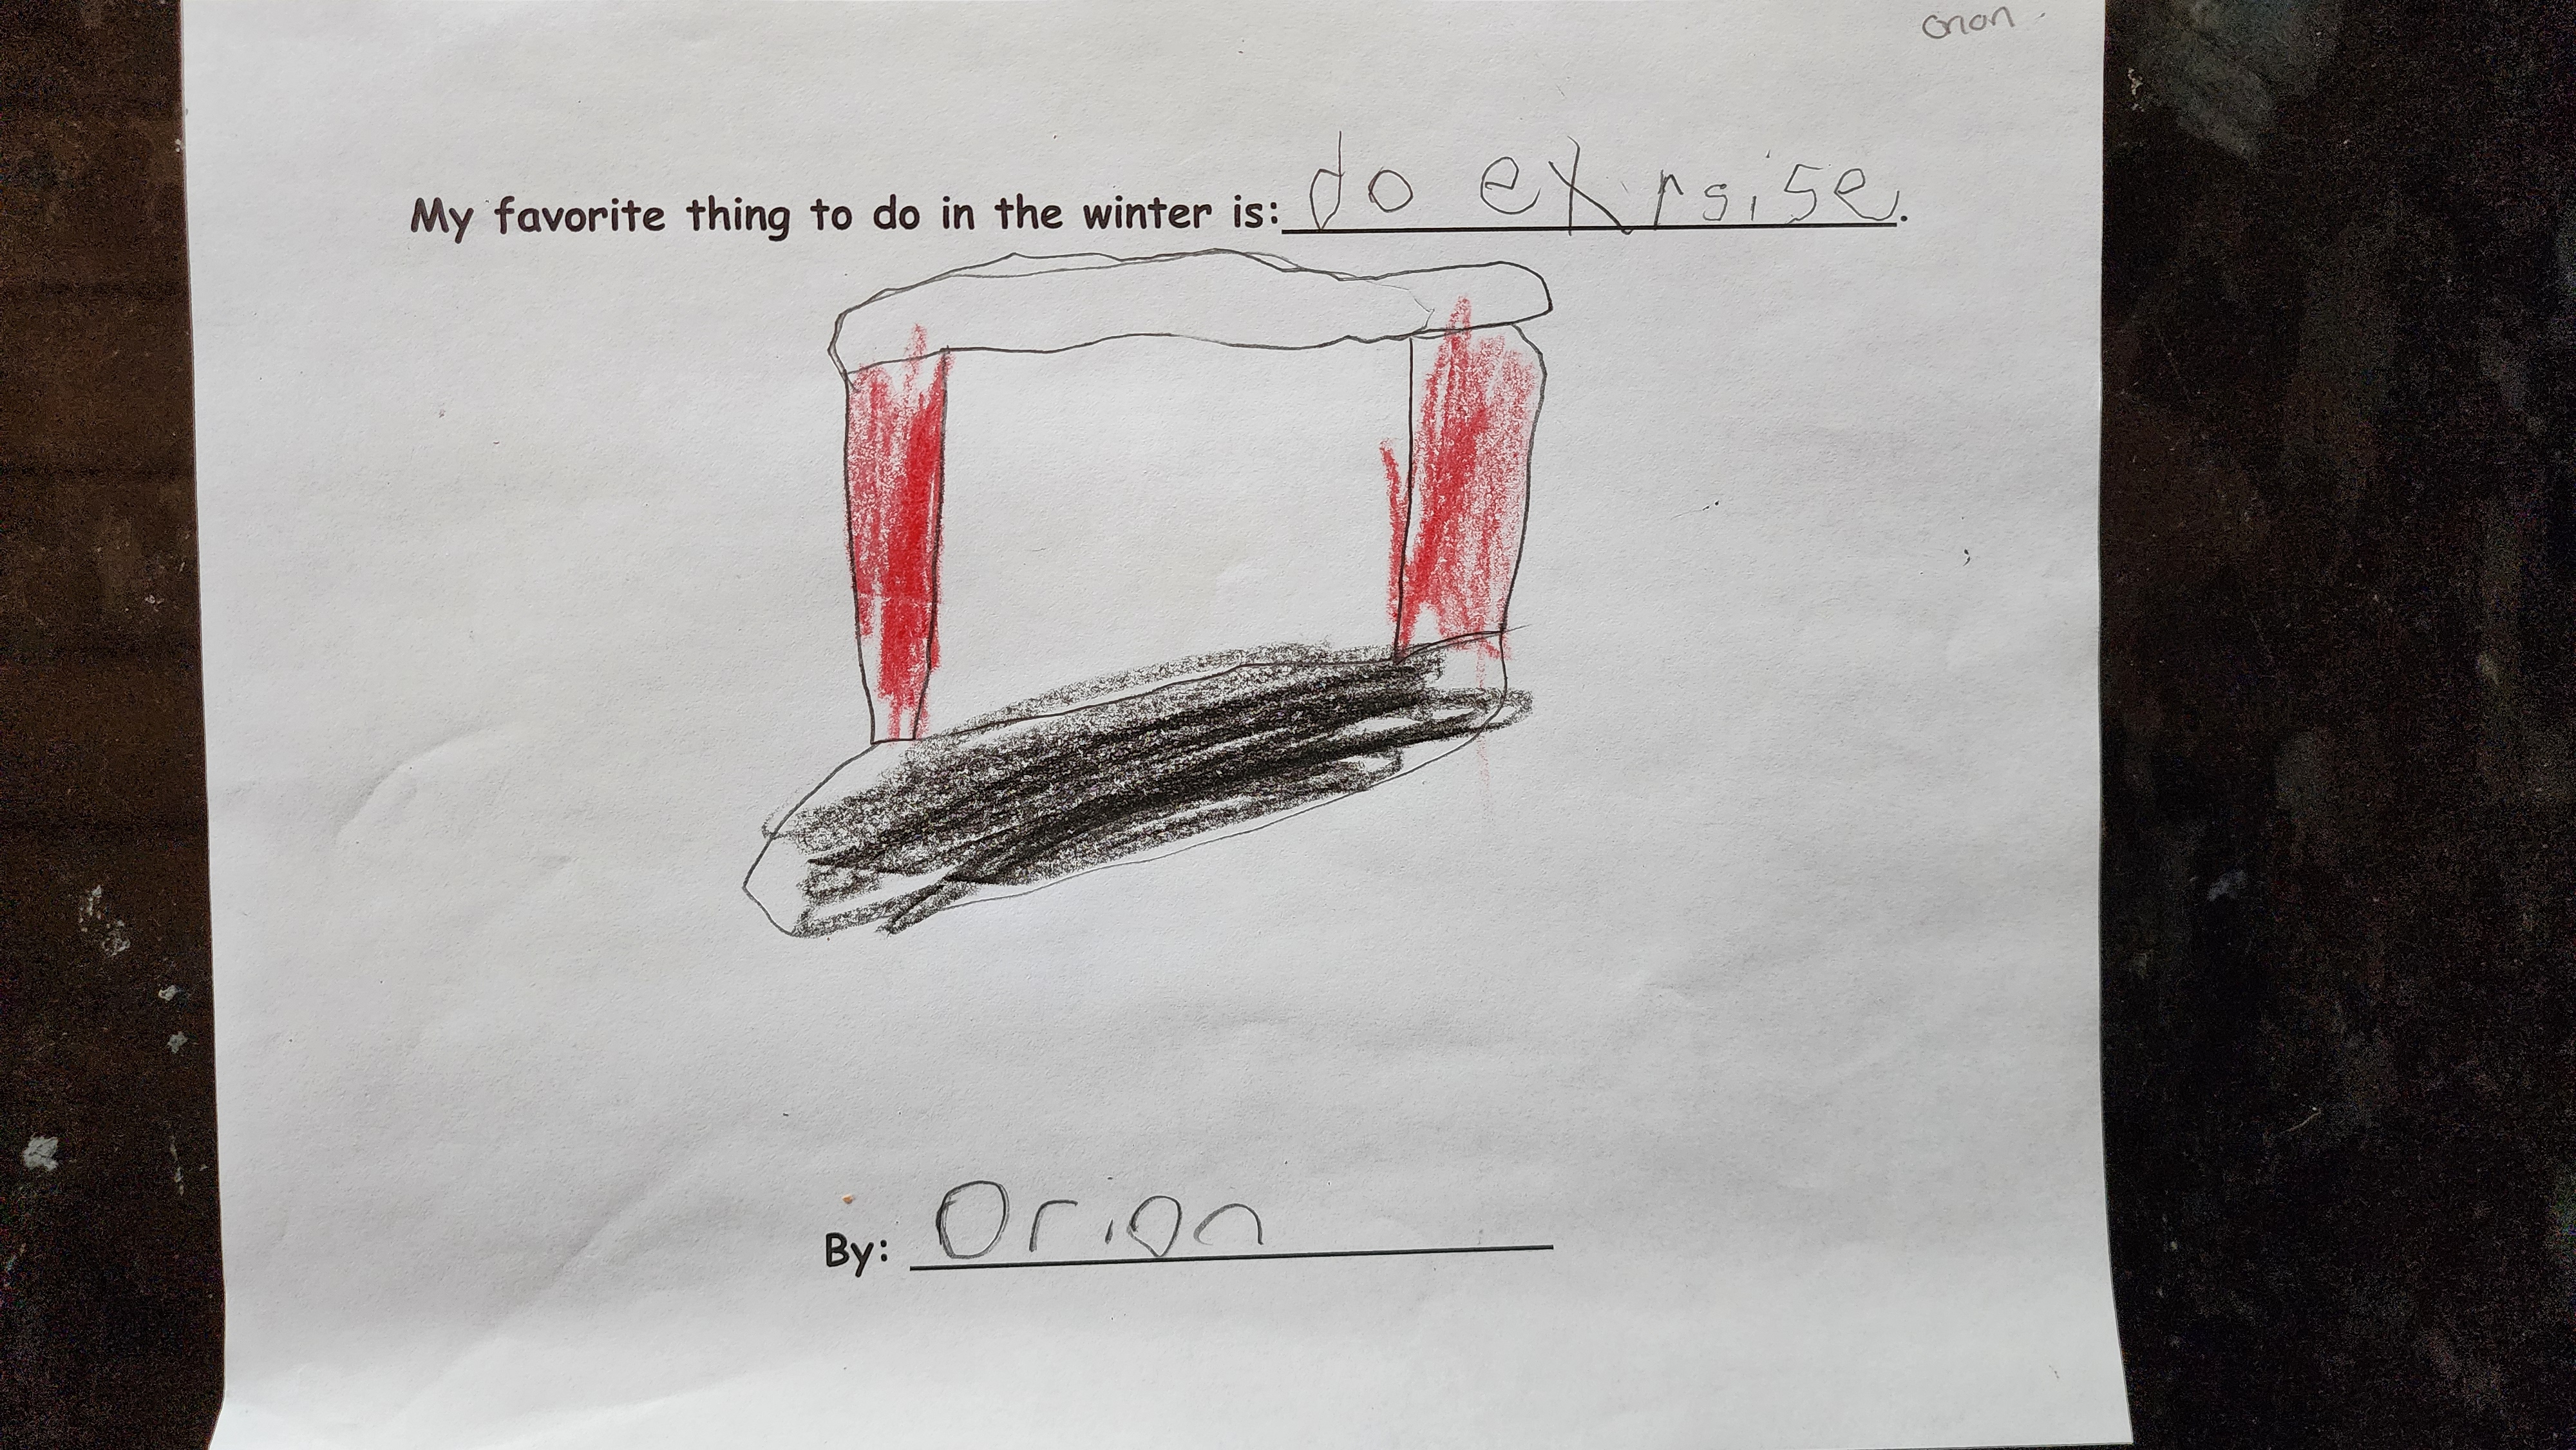 Orion
My favorite thing to do in the winter is: do exrsise.
By: Orion